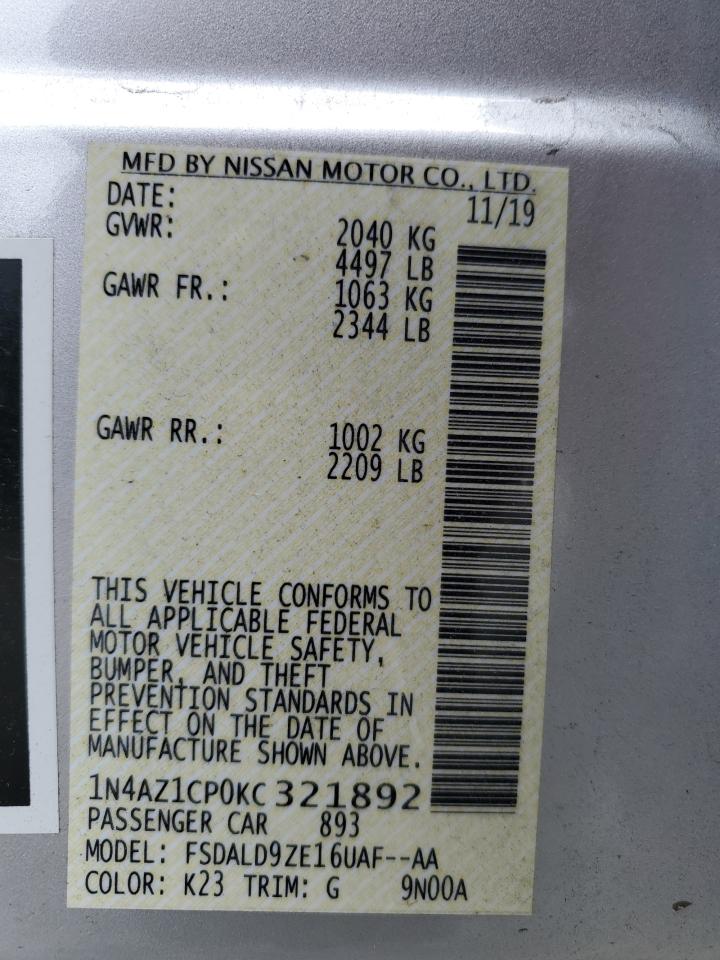 MFD BY NISSAN MOTOR CO., LTD.
DATE: 11/19
GVWR: 2040 KG
4497 LB
GAWR FR.: 1063 KG
2344 LB
GAWR RR.: 1002 KG
2209 LB
THIS VEHICLE CONFORMS TO
ALL APPLICABLE FEDERAL
MOTOR VEHICLE SAFETY,
BUMPER, AND THEFT
PREVENTION STANDARDS IN
EFFECT ON THE DATE OF
MANUFACTURE SHOWN ABOVE.
1N4AZ1CP0KC321892
PASSENGER CAR 893
MODEL: FSDALD9ZE16UAF--AA
COLOR: K23 TRIM: G 9N00A